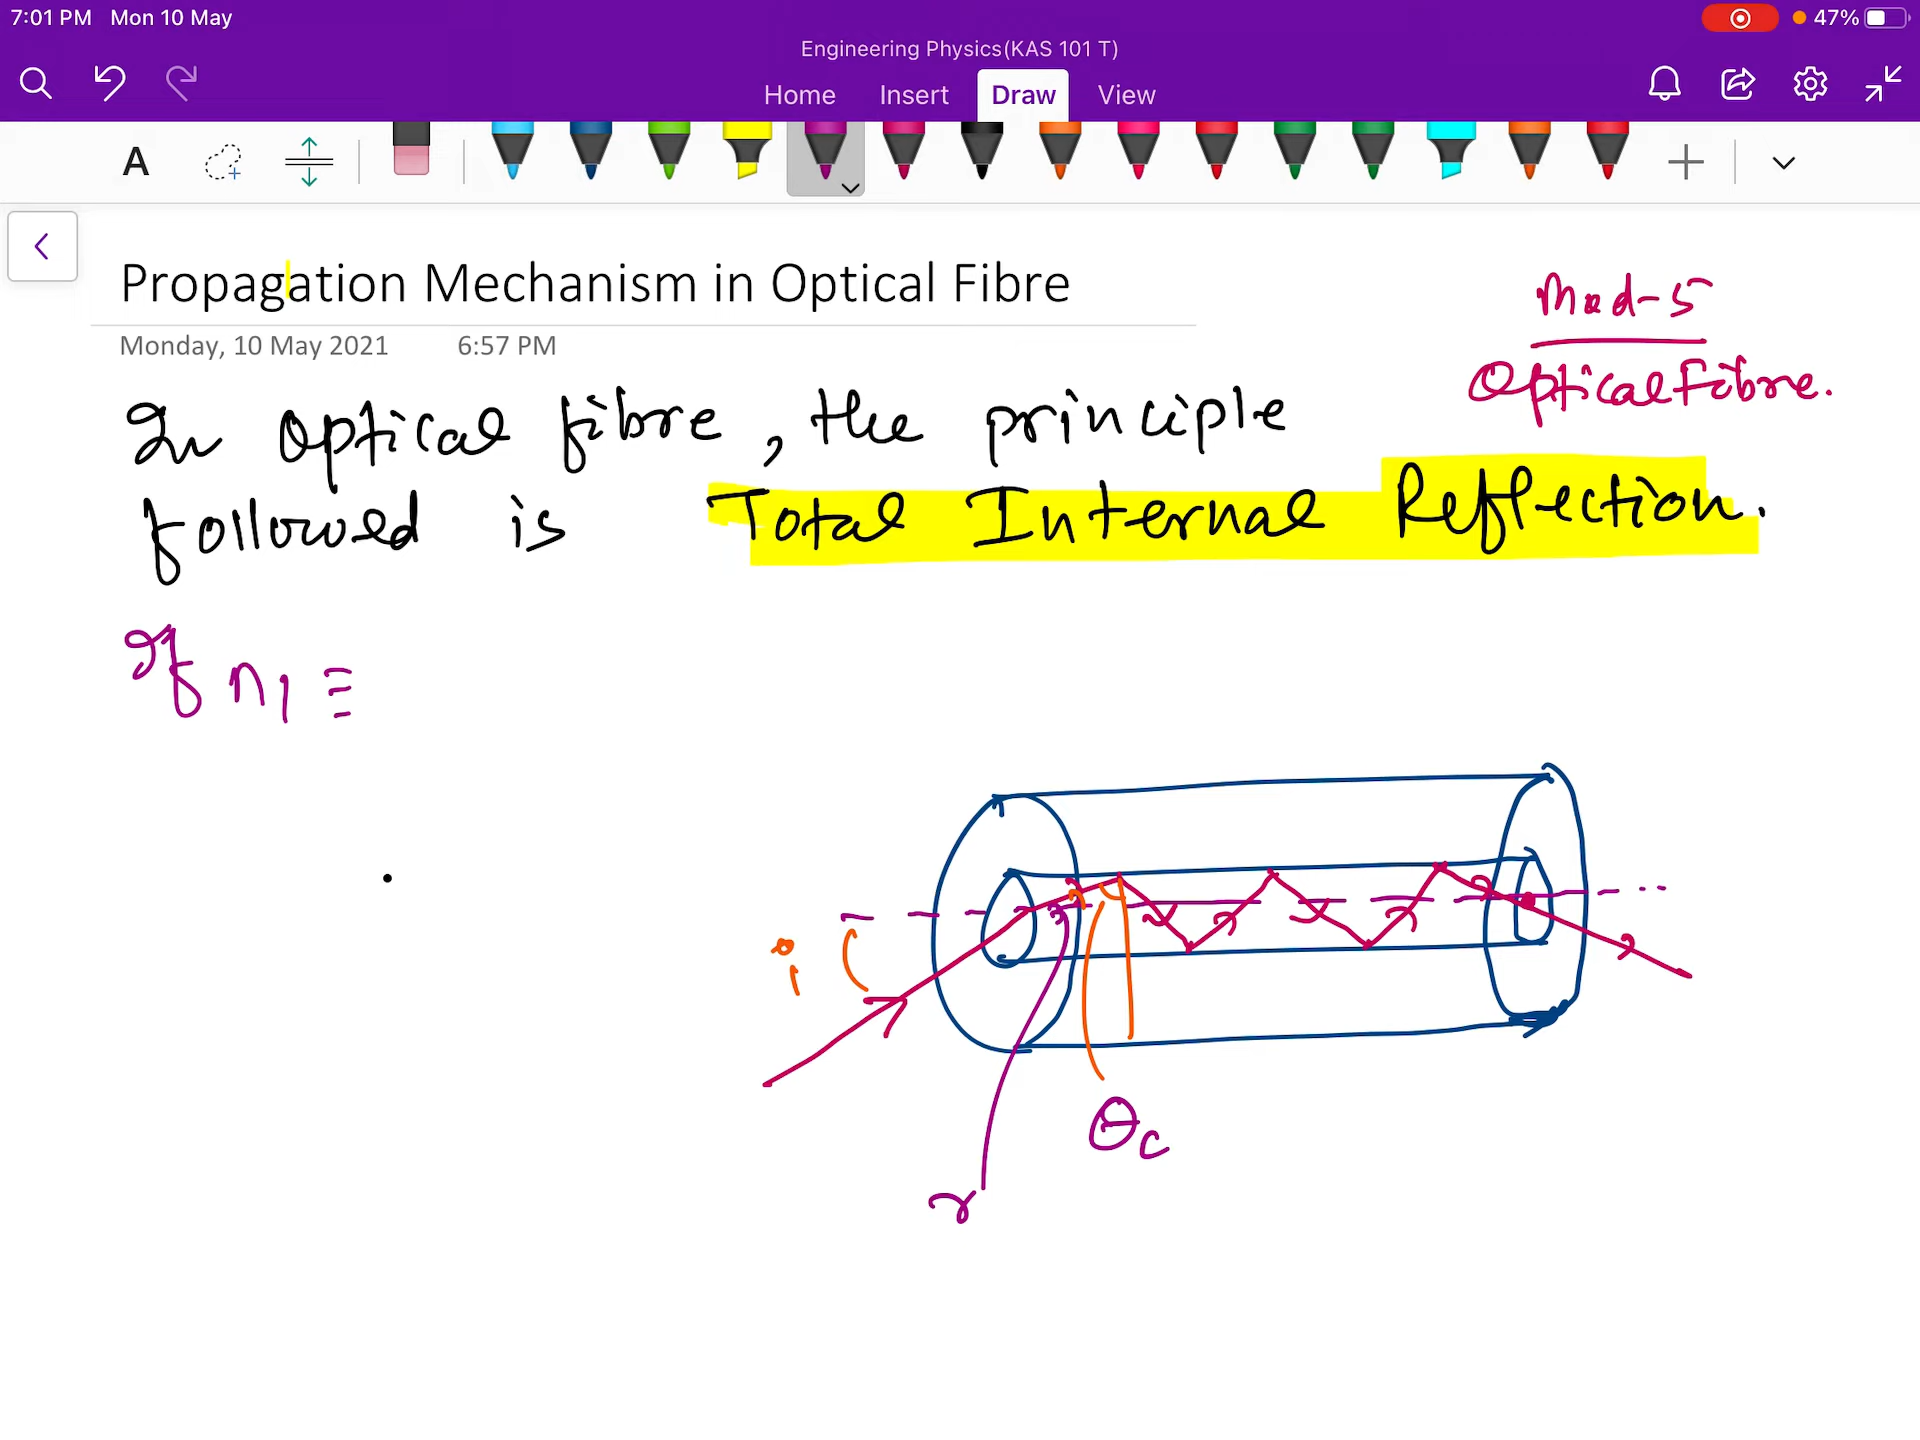 7:01 PM Mon 10 May 47%
Engineering Physics(KAS 101 T)
Home Insert Draw View
A
Propagation Mechanism in Optical Fibre
Monday, 10 May 2021 6:57 PM
Mod-5
Optical Fibre.
In optical fibre, the principle
followed is Total Internal Reflection.
If n1 ≡
i
θc
r